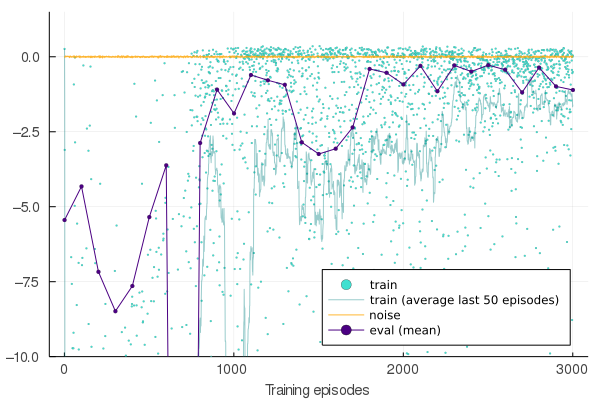 0.0
−2.5
−5.0
−7.5
−10.0
0
1000
2000
3000
Training episodes
train
train (average last 50 episodes)
noise
eval (mean)